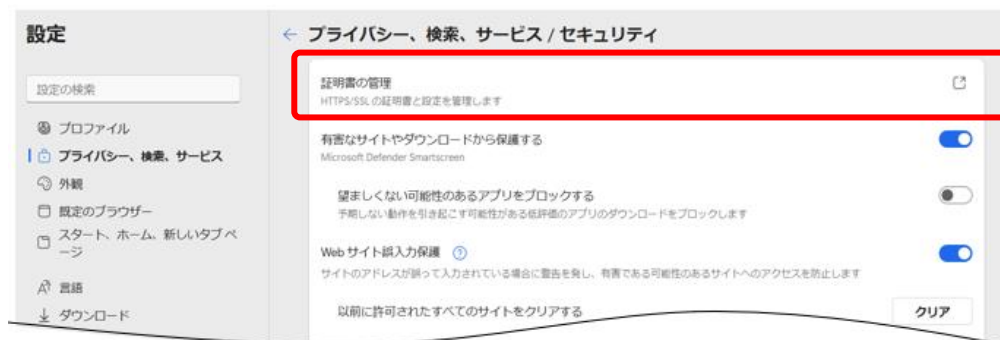 設定
設定の検索
プロファイル
プライバシー、検索、サービス
外観
既定のブラウザー
スタート、ホーム、新しいタブ ペ
ージ
言語
ダウンロード
プライバシー、検索、サービス / セキュリティ
証明書の管理
HTTPS/SSL の証明書と設定を管理します
有害なサイトやダウンロードから保護する
Microsoft Defender Smartscreen
望ましくない可能性のあるアプリをブロックする
予期しない動作を引き起こす可能性がある低評価のアプリのダウンロードをブロックします
Web サイト誤入力保護
サイトのアドレスが誤って入力されている場合に警告を発し、有害である可能性のあるサイトへのアクセスを防止します
以前に許可されたすべてのサイトをクリアする
クリア